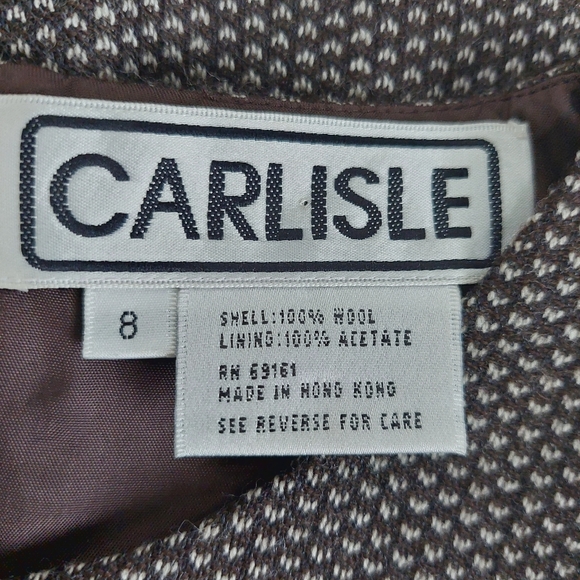 CARLISLE
8
SHELL:100% WOOL
LINING:100% ACETATE
RN 69161
MADE IN HONG KONG
SEE REVERSE FOR CARE